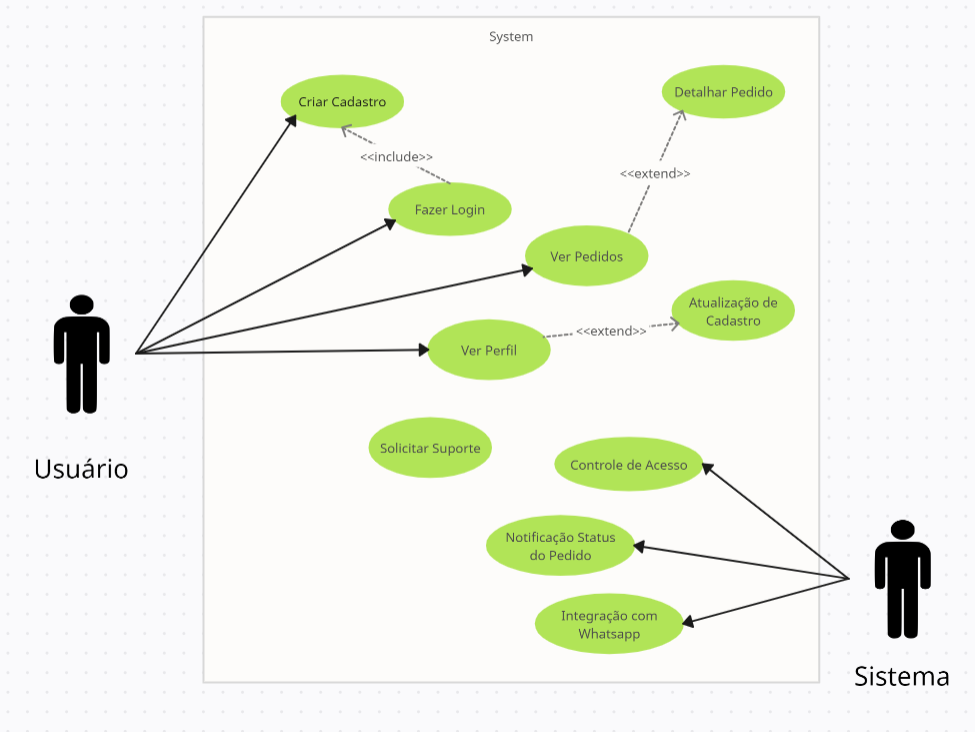 System
Criar Cadastro
Detalhar Pedido
<<include>>
<<extend>>
Fazer Login
Ver Pedidos
Atualização de
Cadastro
<<extend>>
Ver Perfil
Solicitar Suporte
Controle de Acesso
Usuário
Notificação Status
do Pedido
Integração com
Whatsapp
Sistema